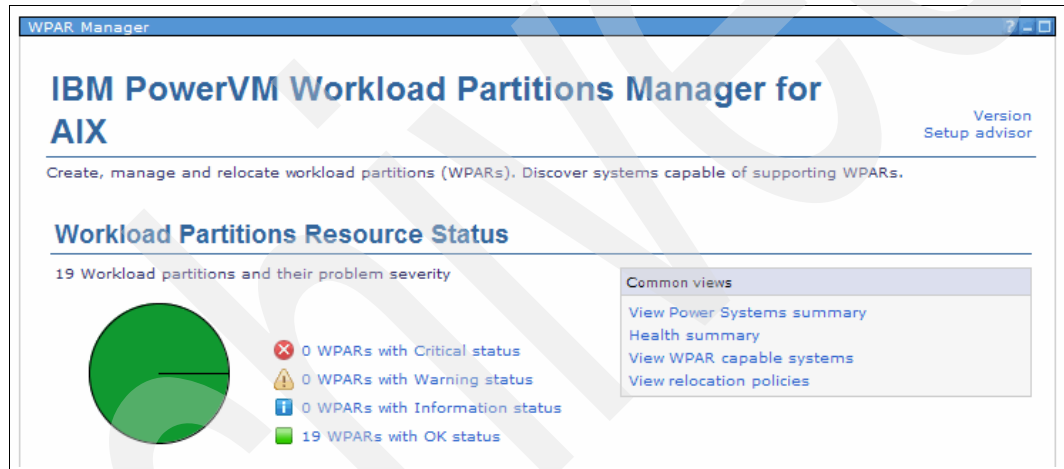 WPAR Manager
IBM PowerVM Workload Partitions Manager for
AIX
Version
Setup advisor
Create, manage and relocate workload partitions (WPARs). Discover systems capable of supporting WPARs.
Workload Partitions Resource Status
19 Workload partitions and their problem severity
0 WPARs with Critical status
0 WPARs with Warning status
0 WPARs with Information status
19 WPARs with OK status
Common views
View Power Systems summary
Health summary
View WPAR capable systems
View relocation policies